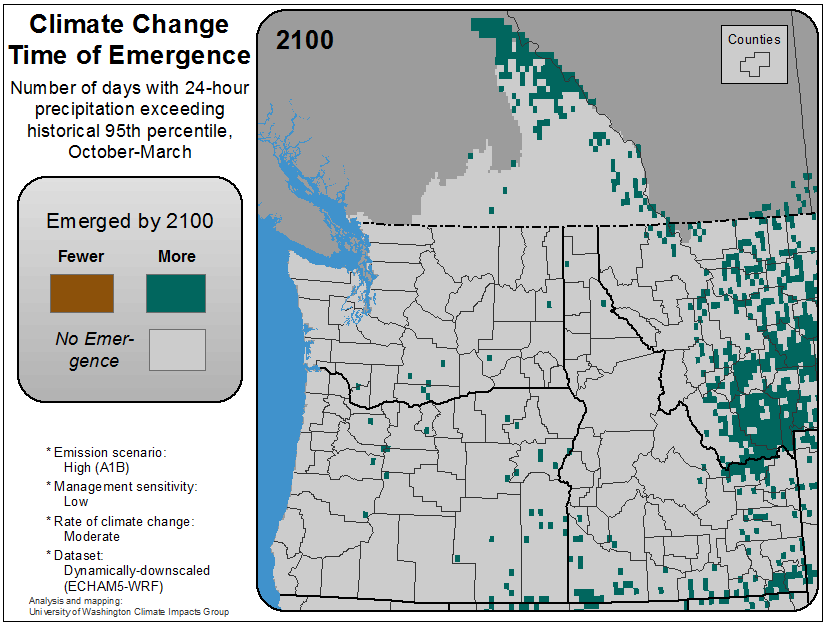 Climate Change
Time of Emergence
Number of days with 24-hour
precipitation exceeding
historical 95th percentile,
October-March
Emerged by 2100
Fewer
More
No Emer-
gence
* Emission scenario:
High (A1B)
* Management sensitivity:
Low
* Rate of climate change:
Moderate
* Dataset:
Dynamically-downscaled
(ECHAM5-WRF)
Analysis and mapping:
University of Washington Climate Impacts Group
2100
Counties